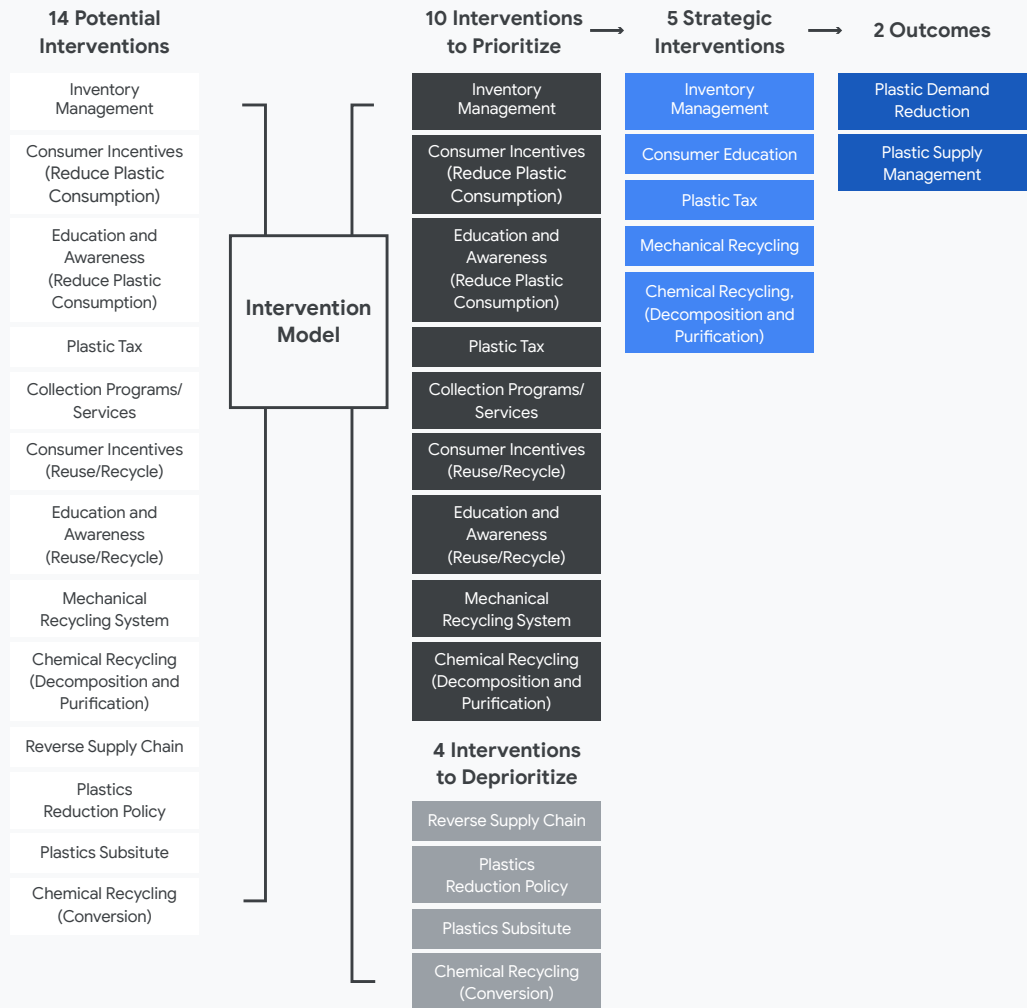 14 Potential
Interventions
Inventory
Management
Consumer Incentives
(Reduce Plastic
Consumption)
Education and
Awareness
(Reduce Plastic
Consumption)
Plastic Tax
Collection Programs/
Services
Consumer Incentives
(Reuse/Recycle)
Education and
Awareness
(Reuse/Recycle)
Mechanical
Recycling System
Chemical Recycling
(Decomposition and
Purification)
Reverse Supply Chain
Plastics
Reduction Policy
Plastics Subsitute
Chemical Recycling
(Conversion)
Intervention
Model
10 Interventions
to Prioritize
Inventory
Management
Consumer Incentives
(Reduce Plastic
Consumption)
Education and
Awareness
(Reduce Plastic
Consumption)
Plastic Tax
Collection Programs/
Services
Consumer Incentives
(Reuse/Recycle)
Education and
Awareness
(Reuse/Recycle)
Mechanical
Recycling System
Chemical Recycling
(Decomposition and
Purification)
4 Interventions
to Deprioritize
Reverse Supply Chain
Plastics
Reduction Policy
Plastics Subsitute
Chemical Recycling
(Conversion)
5 Strategic
Interventions
Inventory
Management
Consumer Education
Plastic Tax
Mechanical Recycling
Chemical Recycling,
(Decomposition and
Purification)
2 Outcomes
Plastic Demand
Reduction
Plastic Supply
Management